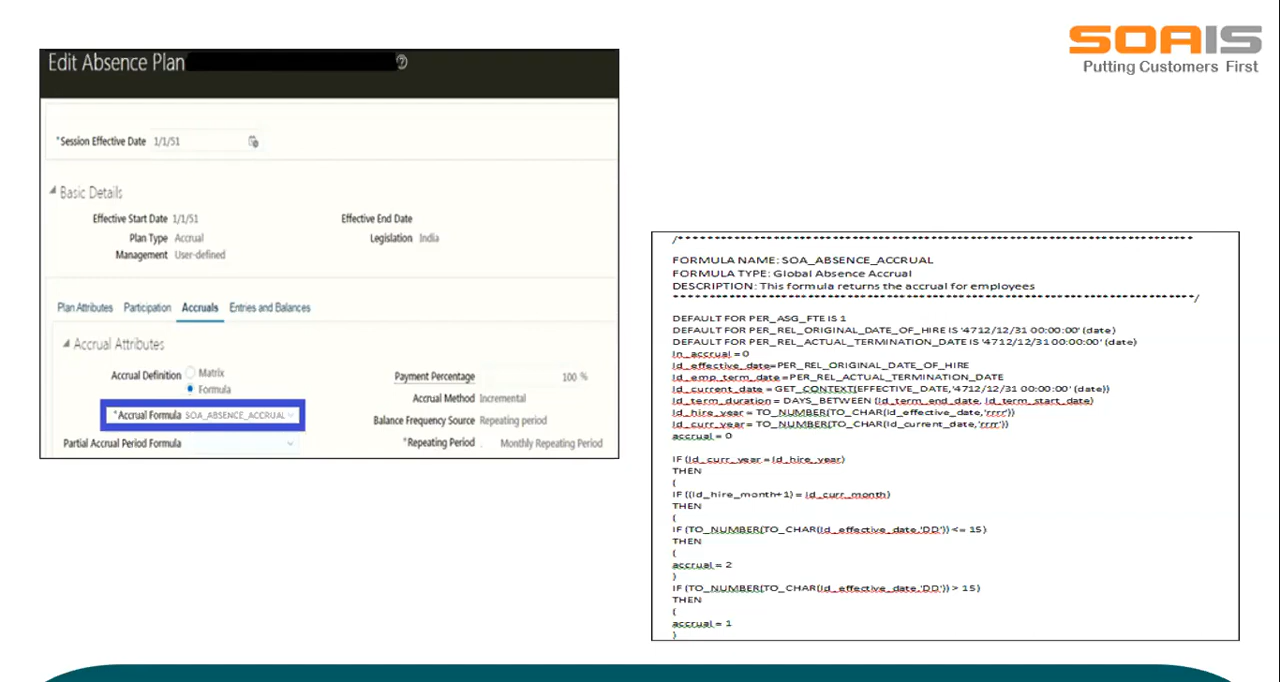 SOAIS
Putting Customers First
Edit Absence Plan
*Session Effective Date 1/1/51
Basic Details
Effective Start Date 1/1/51
Effective End Date
Plan Type Accrual
Legislation India
Management User-defined
Plan Attributes Participation Accruals Entries and Balances
Accrual Attributes
Accrual Definition Matrix
Formula
Payment Percentage 100 %
Accrual Method Incremental
*Accrual Formula SOA_ABSENCE_ACCRUAL
Balance Frequency Source Repeating period
Partial Accrual Period Formula
*Repeating Period Monthly Repeating Period
FORMULA NAME: SOA_ABSENCE_ACCRUAL
FORMULA TYPE: Global Absence Accrual
DESCRIPTION: This formula returns the accrual for employees
DEFAULT FOR PER_ASG_FTE IS 1
DEFAULT FOR PER_REL_ORIGINAL_DATE_OF_HIRE IS '4712/12/31 00:00:00' (date)
DEFAULT FOR PER_REL_ACTUAL_TERMINATION_DATE IS '4712/12/31 00:00:00' (date)
ln_accrual = 0
ld_effective_date=PER_REL_ORIGINAL_DATE_OF_HIRE
ld_emp_term_date =PER_REL_ACTUAL_TERMINATION_DATE
ld_current_date = GET_CONTEXT(EFFECTIVE_DATE,'4712/12/31 00:00:00' (date))
ld_term_duration = DAYS_BETWEEN (ld_term_end_date, ld_term_start_date)
ld_hire_year = TO_NUMBER(TO_CHAR(ld_effective_date,'rrrr'))
ld_curr_year= TO_NUMBER(TO_CHAR(ld_current_date,'rrrr'))
accrual = 0
IF (ld_curr_year = ld_hire_year)
THEN
(
IF ((ld_hire_month+1) = ld_curr_month)
THEN
(
IF (TO_NUMBER(TO_CHAR(ld_effective_date,'DD')) <= 15)
THEN
(
accrual = 2
)
IF (TO_NUMBER(TO_CHAR(ld_effective_date,'DD')) > 15)
THEN
(
accrual = 1
)